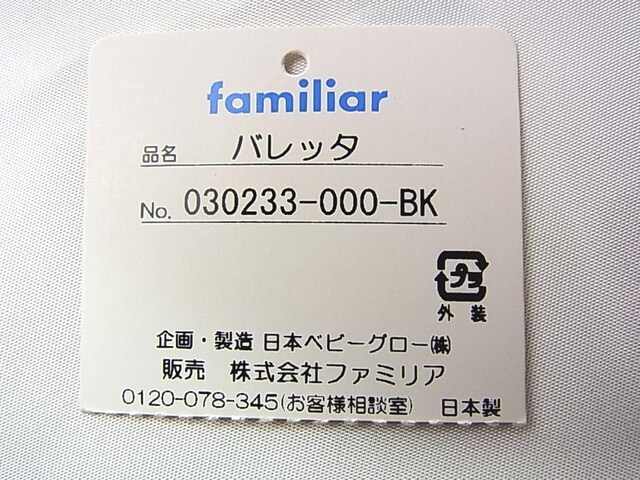 familiar
品名 バレッタ
No. 030233-000-BK
プラ
外装
企画・製造 日本ベビーグロー㈱
販売 株式会社ファミリア
0120-078-345(お客様相談室) 日本製